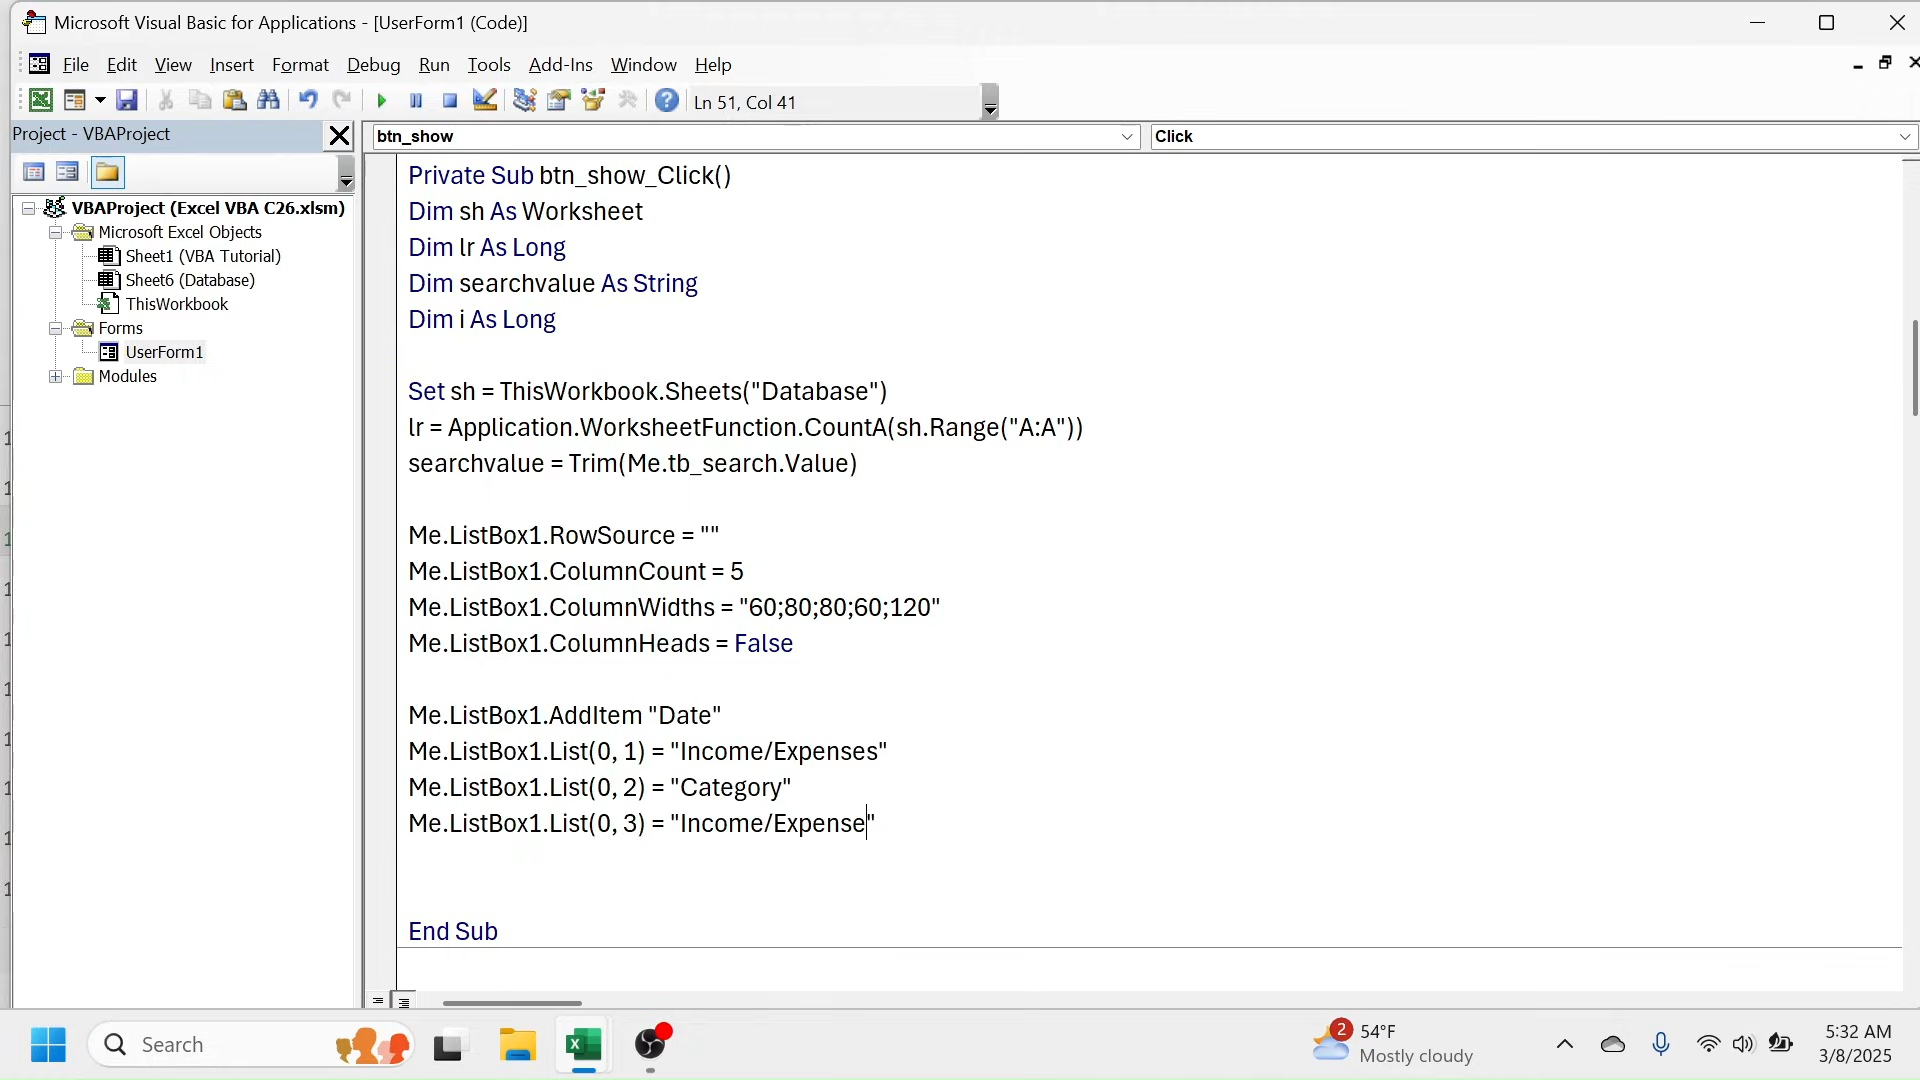 Microsoft Visual Basic for Applications - [UserForm1 (Code)]
File Edit View Insert Format Debug Run Tools Add-Ins Window Help
Ln 51, Col 41
Project - VBAProject
btn_show
Click
VBAProject (Excel VBA C26.xlsm)
Microsoft Excel Objects
Sheet1 (VBA Tutorial)
Sheet6 (Database)
ThisWorkbook
Forms
UserForm1
Modules
Private Sub btn_show_Click()
Dim sh As Worksheet
Dim lr As Long
Dim searchvalue As String
Dim i As Long
Set sh = ThisWorkbook.Sheets("Database")
lr = Application.WorksheetFunction.CountA(sh.Range("A:A"))
searchvalue = Trim(Me.tb_search.Value)
Me.ListBox1.RowSource = ""
Me.ListBox1.ColumnCount = 5
Me.ListBox1.ColumnWidths = "60;80;80;60;120"
Me.ListBox1.ColumnHeads = False
Me.ListBox1.AddItem "Date"
Me.ListBox1.List(0, 1) = "Income/Expenses"
Me.ListBox1.List(0, 2) = "Category"
Me.ListBox1.List(0, 3) = "Income/Expense"
End Sub
Search
2
54°F
Mostly cloudy
5:32 AM
3/8/2025